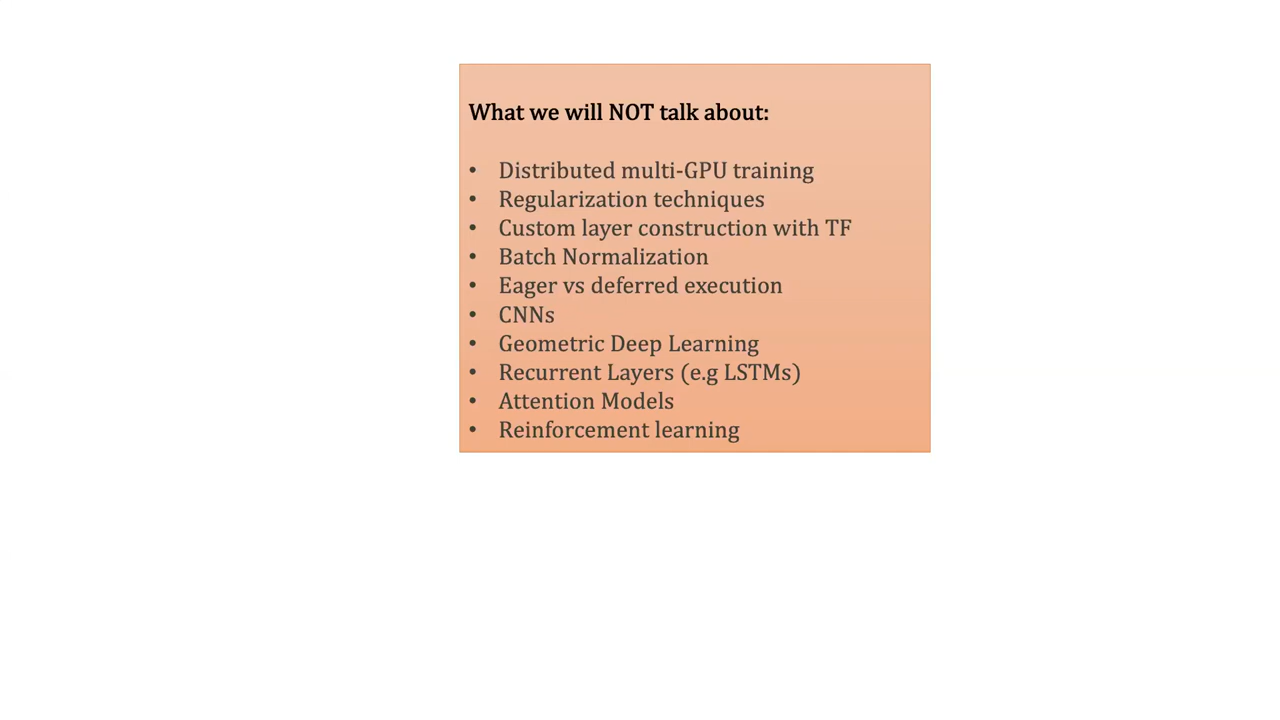 What we will NOT talk about:
• Distributed multi-GPU training
• Regularization techniques
• Custom layer construction with TF
• Batch Normalization
• Eager vs deferred execution
• CNNs
• Geometric Deep Learning
• Recurrent Layers (e.g LSTMs)
• Attention Models
• Reinforcement learning